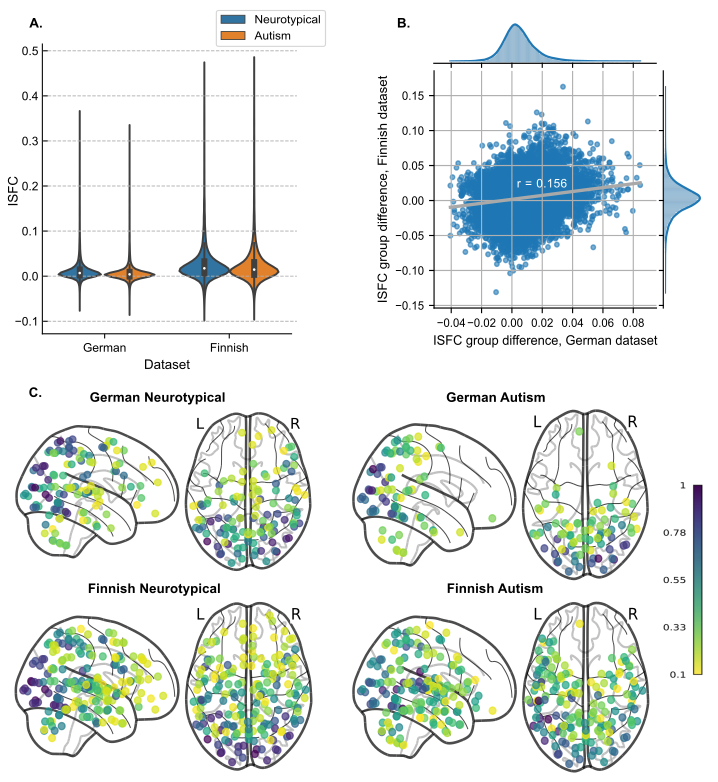 A.
Neurotypical
Autism
0.5
0.4
0.3
0.2
0.1
0.0
−0.1
ISFC
German
Finnish
Dataset
B.
0.15
0.10
0.05
0.00
−0.05
−0.10
−0.15
ISFC group difference, Finnish dataset
r = 0.156
−0.04 −0.02 0.00 0.02 0.04 0.06 0.08
ISFC group difference, German dataset
C.
German Neurotypical
L R
German Autism
L R
Finnish Neurotypical
L R
Finnish Autism
L R
1
0.78
0.55
0.33
0.1